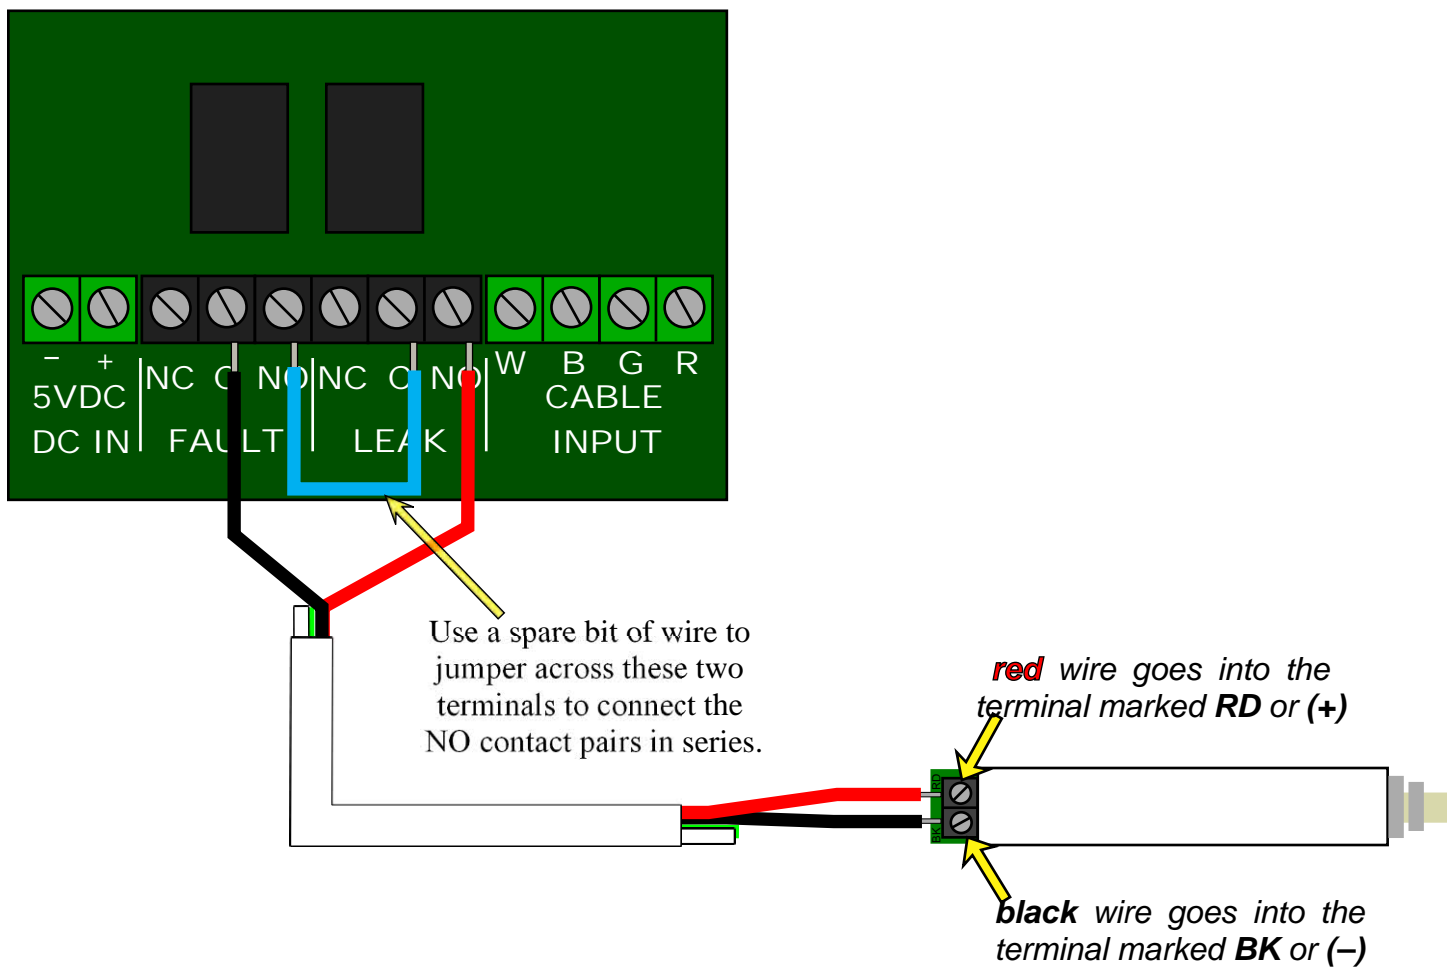 − + NC C NO NC C NO W B G R
5VDC CABLE
DC IN FAULT LEAK INPUT
Use a spare bit of wire to
jumper across these two
terminals to connect the
NO contact pairs in series.
red wire goes into the
terminal marked RD or (+)
RD
BK
black wire goes into the
terminal marked BK or (–)